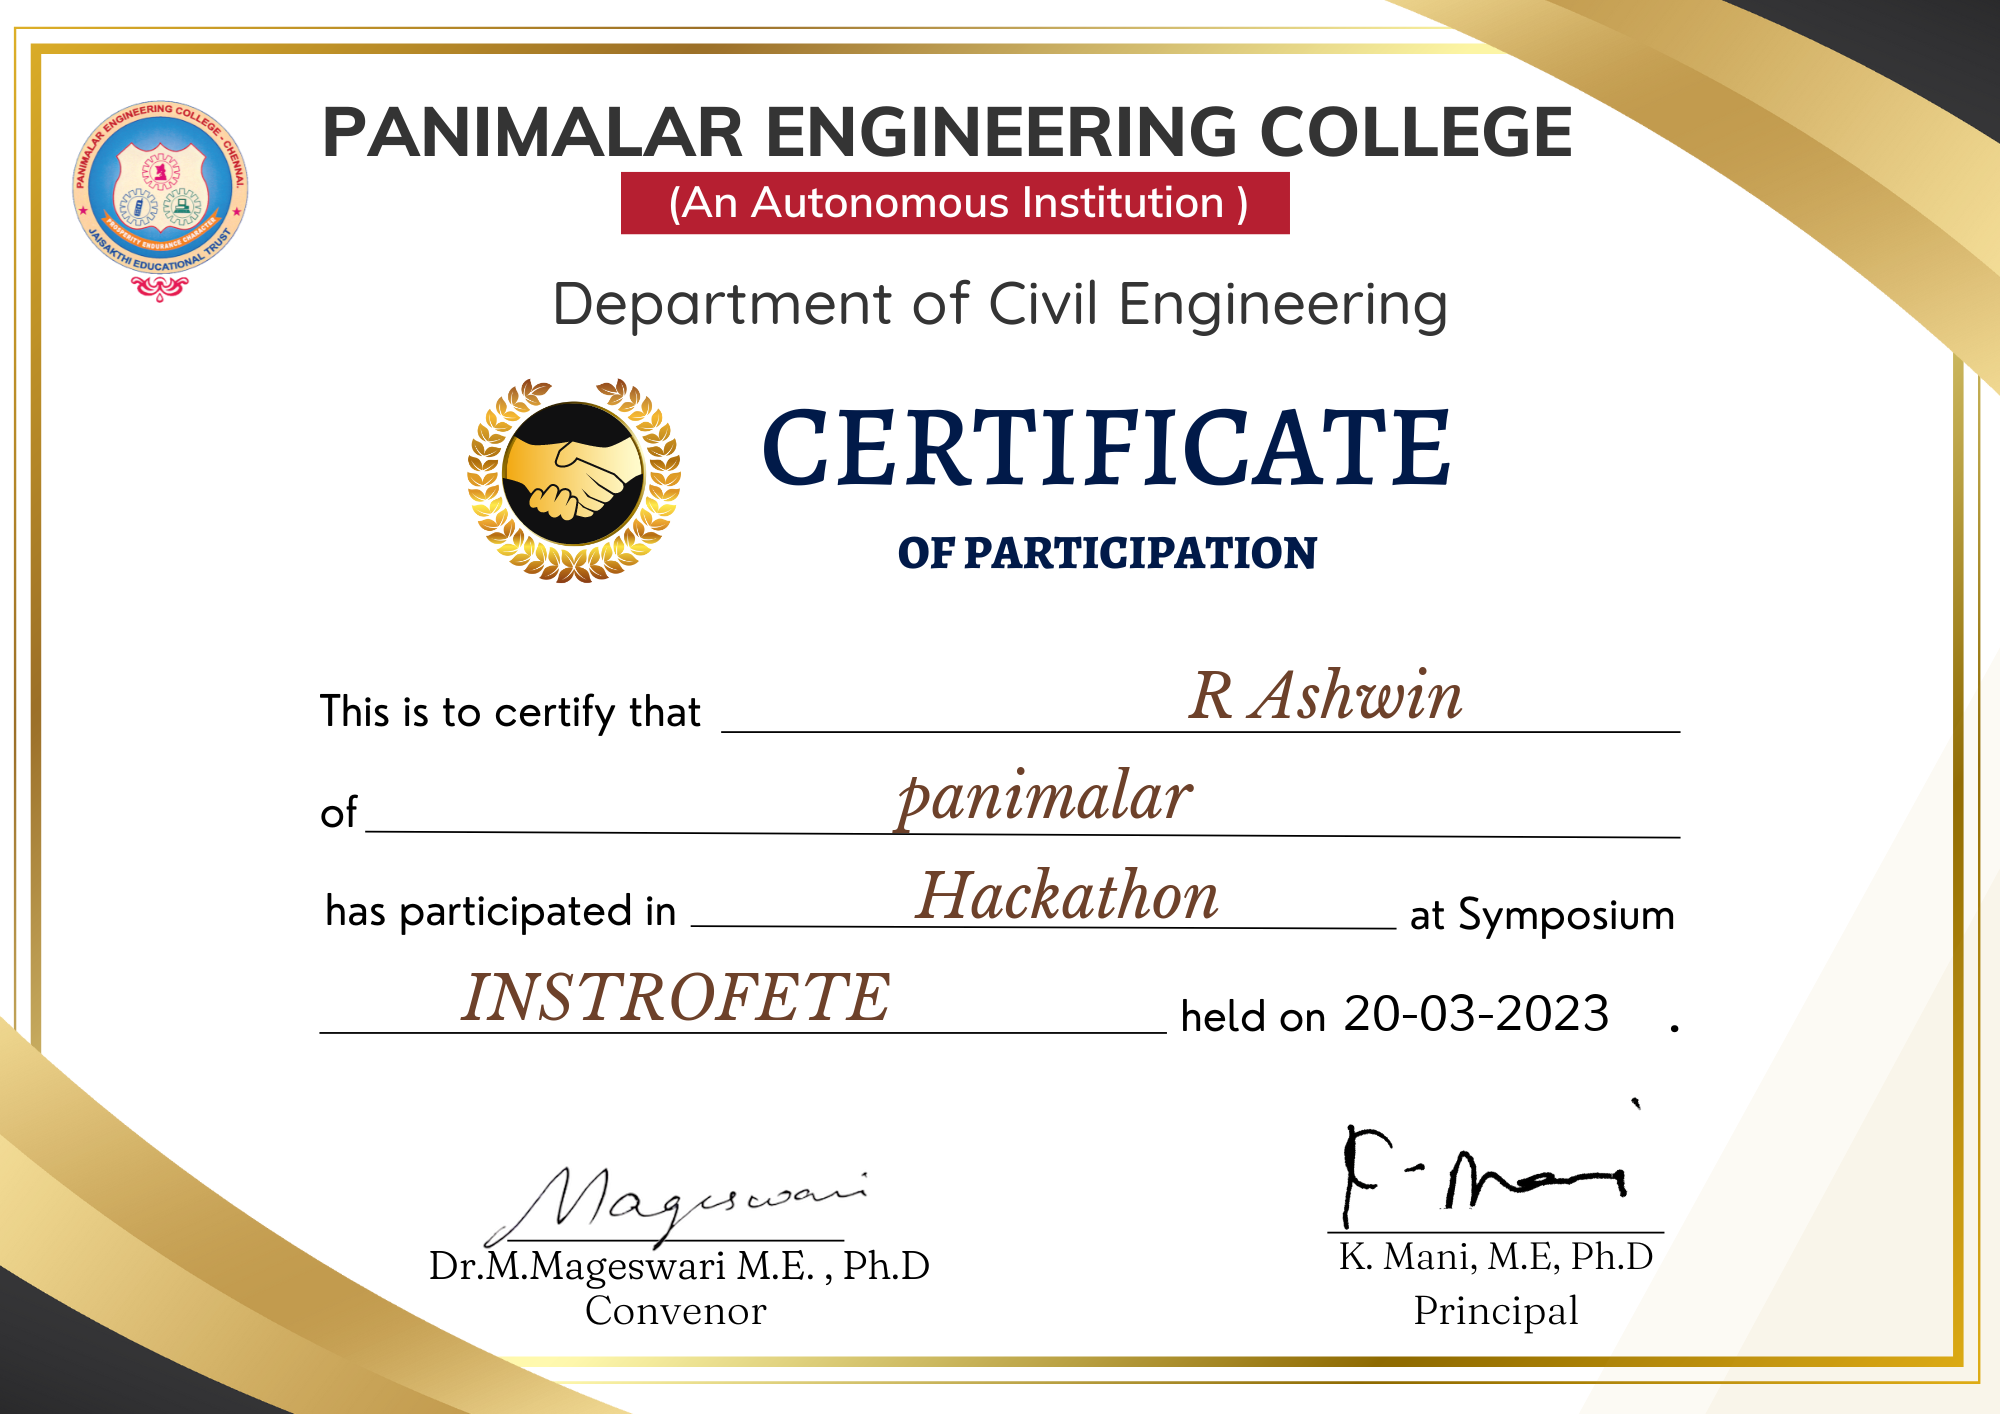 PANIMALAR ENGINEERING COLLEGE - CHENNAI.
PROSPERITY ENDURANCE CHARACTER
JAISAKTHI EDUCATIONAL TRUST
PANIMALAR ENGINEERING COLLEGE
(An Autonomous Institution )
Department of Civil Engineering
CERTIFICATE
OF PARTICIPATION
This is to certify that R Ashwin
of panimalar
has participated in Hackathon at Symposium
INSTROFETE held on 20-03-2023 .
Mageswari
K-Mani
Dr.M.Mageswari M.E. , Ph.D
Convenor
K. Mani, M.E, Ph.D
Principal